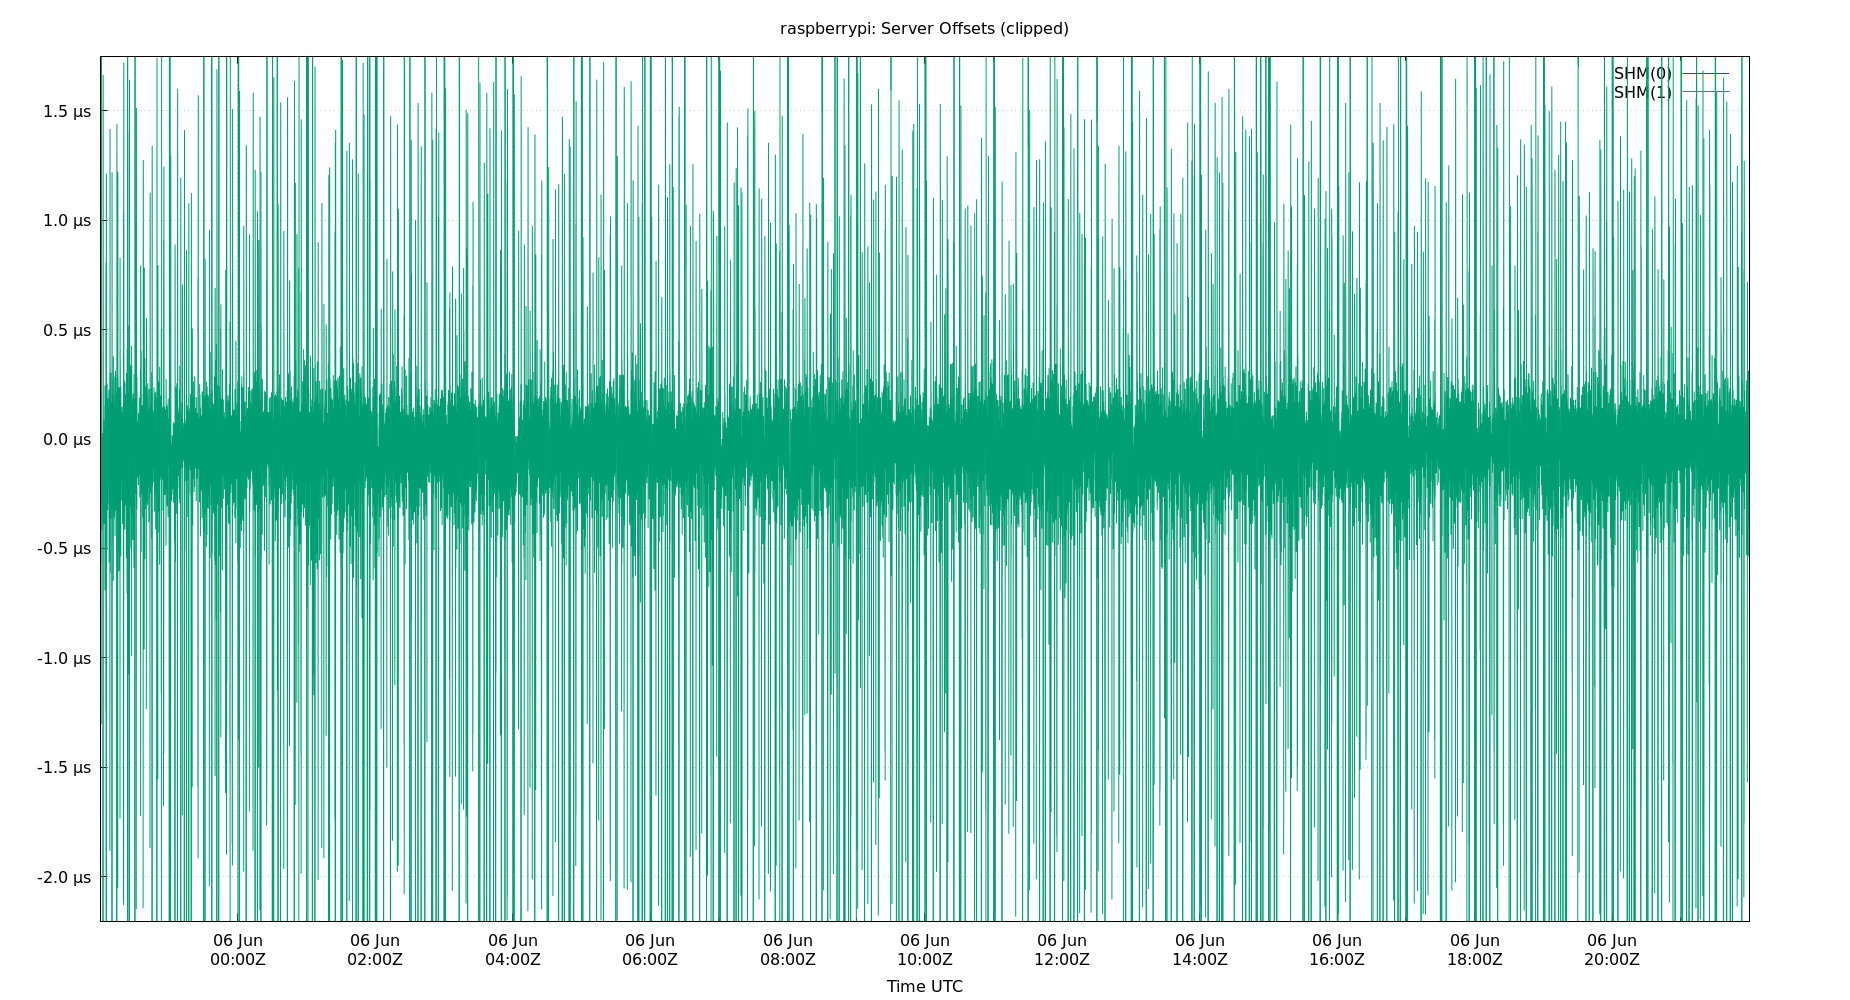 raspberrypi: Server Offsets (clipped)
SHM(0)
SHM(1)
1.5 µs
1.0 µs
0.5 µs
0.0 µs
-0.5 µs
-1.0 µs
-1.5 µs
-2.0 µs
06 Jun 06 Jun 06 Jun 06 Jun 06 Jun 06 Jun 06 Jun 06 Jun 06 Jun 06 Jun 06 Jun
00:00Z 02:00Z 04:00Z 06:00Z 08:00Z 10:00Z 12:00Z 14:00Z 16:00Z 18:00Z 20:00Z
Time UTC